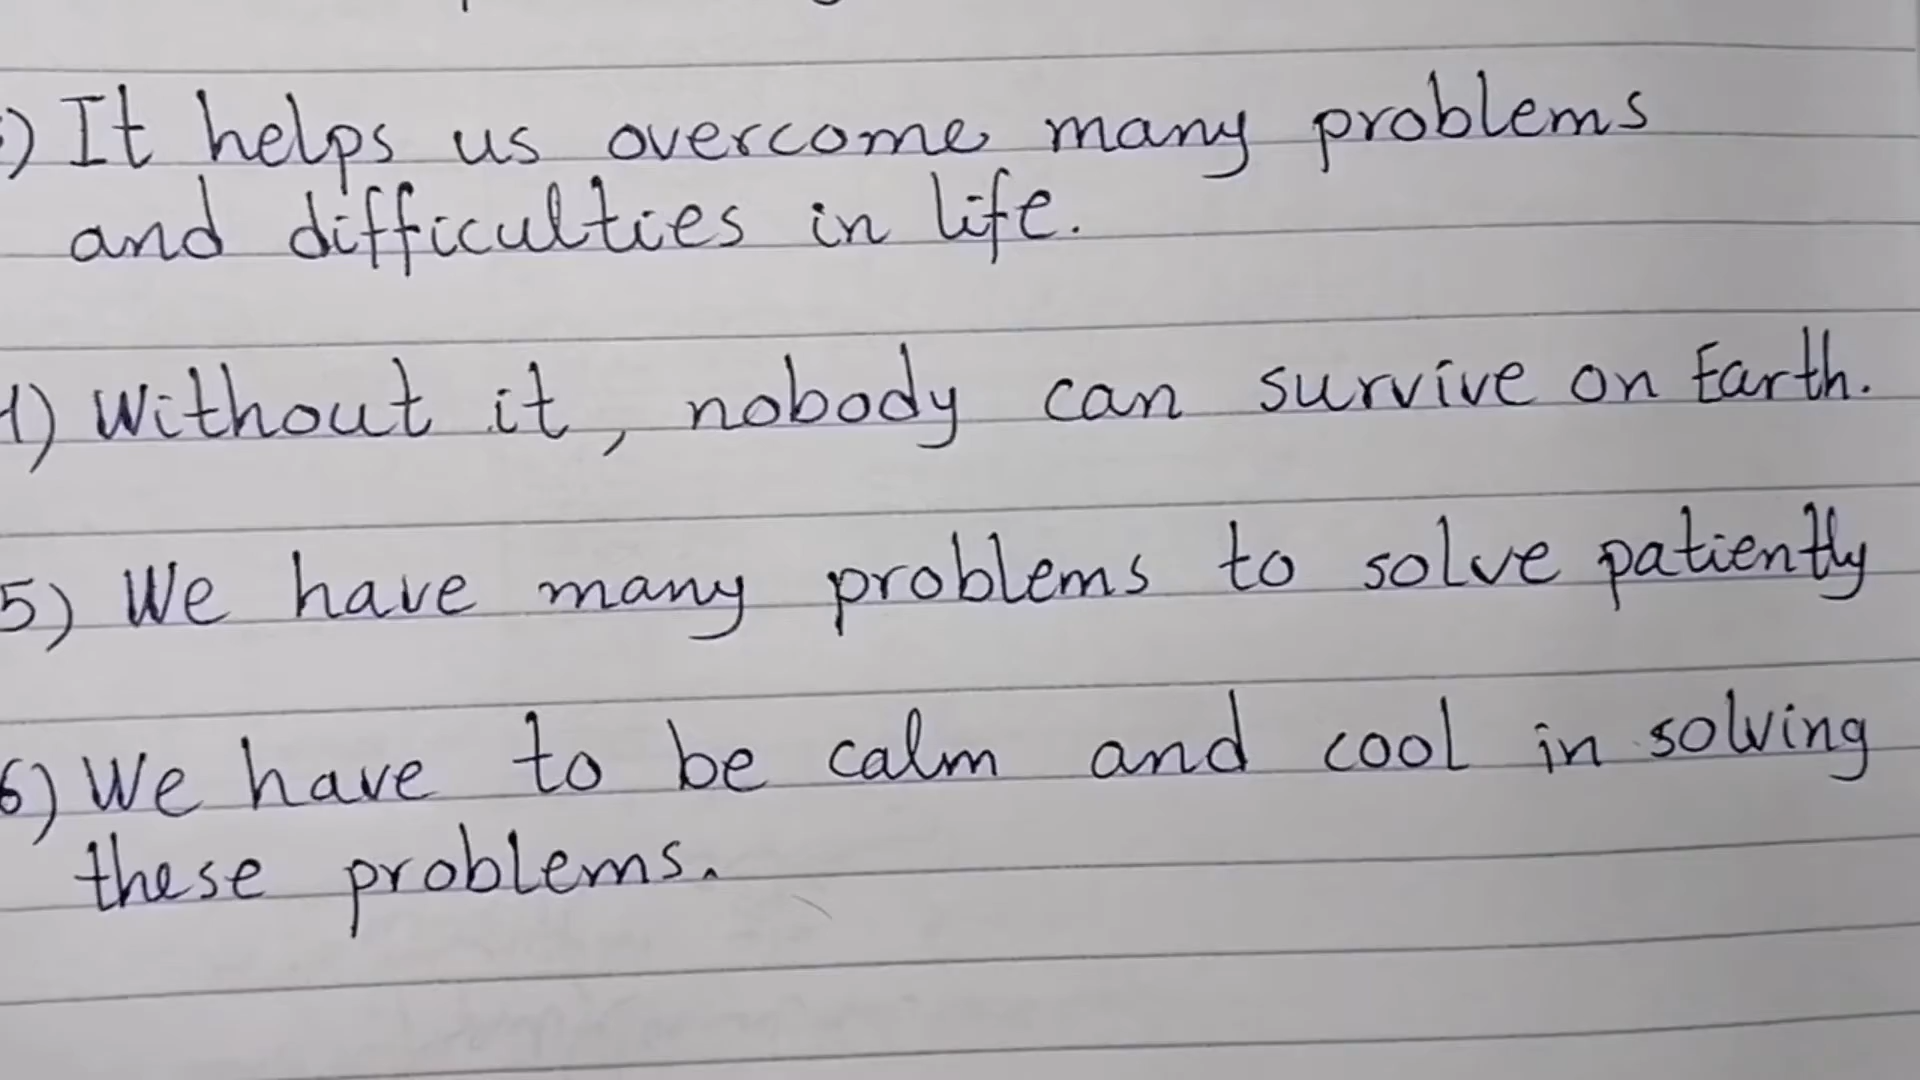 ) It helps us overcome many problems
and difficulties in life.
4) Without it, nobody can survive on Earth.
5) We have many problems to solve patiently
6) We have to be calm and cool in solving
these problems.